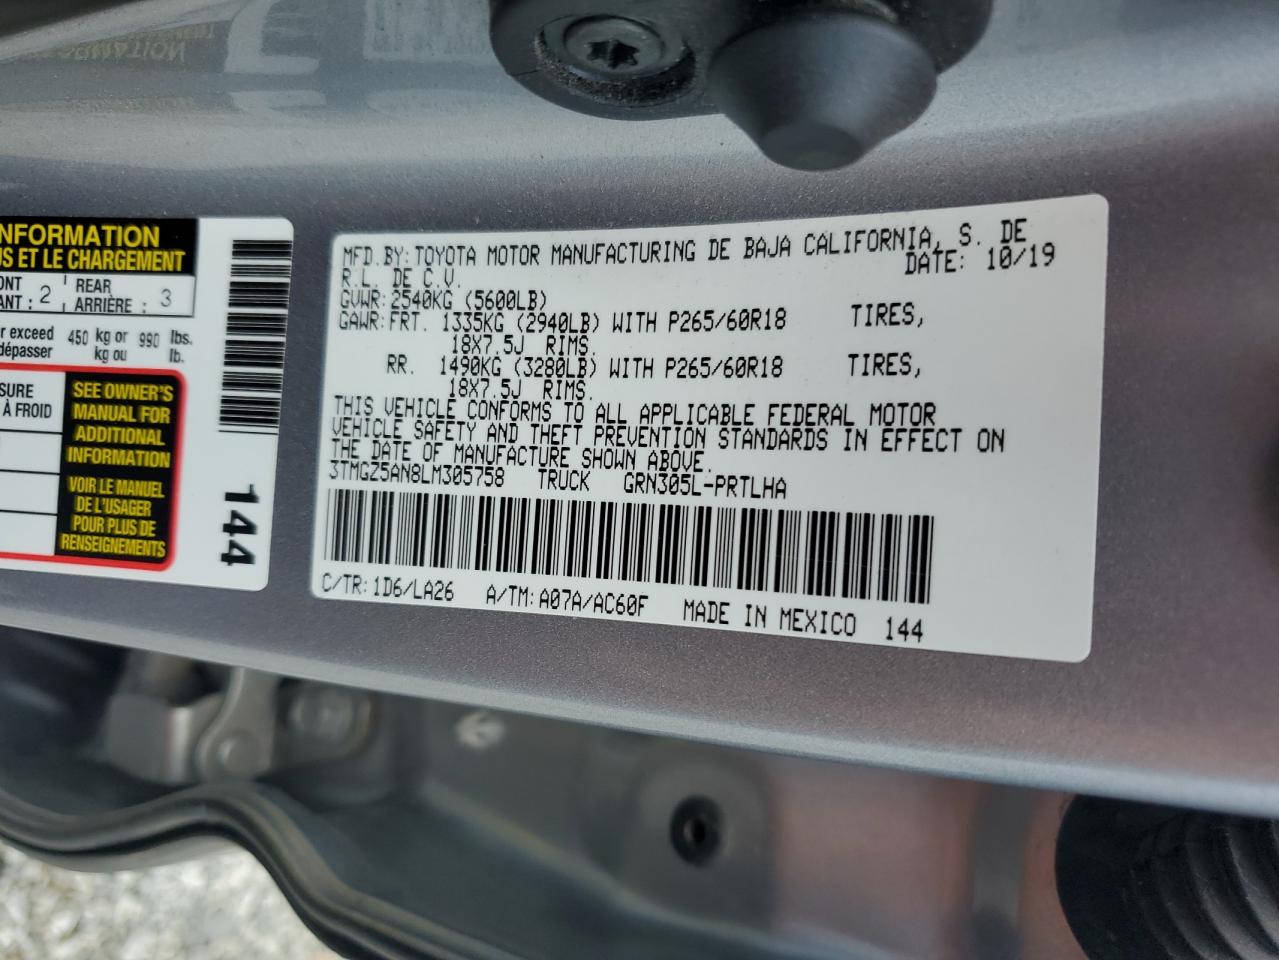 NFORMATION
US ET LE CHARGEMENT
ONT
ANT : 2
REAR
ARRIÈRE : 3
er exceed 450 kg or 990 lbs.
dépasser kg ou lb.
SURE
À FROID
SEE OWNER'S
MANUAL FOR
ADDITIONAL
INFORMATION
VOIR LE MANUEL
DE L'USAGER
POUR PLUS DE
RENSEIGNEMENTS
144
MFD. BY: TOYOTA MOTOR MANUFACTURING DE BAJA CALIFORNIA, S. DE
R.L. DE C.V. DATE: 10/19
GVWR: 2540KG (5600LB)
GAWR: FRT. 1335KG (2940LB) WITH P265/60R18 TIRES,
18X7.5J RIMS.
RR. 1490KG (3280LB) WITH P265/60R18 TIRES,
18X7.5J RIMS.
THIS VEHICLE CONFORMS TO ALL APPLICABLE FEDERAL MOTOR
VEHICLE SAFETY AND THEFT PREVENTION STANDARDS IN EFFECT ON
THE DATE OF MANUFACTURE SHOWN ABOVE.
3TMGZ5AN8LM305758 TRUCK GRN305L-PRTLHA
C/TR: 1D6/LA26 A/TM: A07A/AC60F MADE IN MEXICO 144